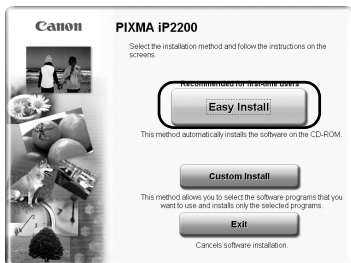 Canon
PIXMA iP2200
Select the installation method and follow the instructions on the
screens.
Recommended for first-time users
Easy Install
This method automatically installs the software on the CD-ROM.
Custom Install
This method allows you to select the software programs that you
want to use and installs only the selected programs.
Exit
Cancels software installation.